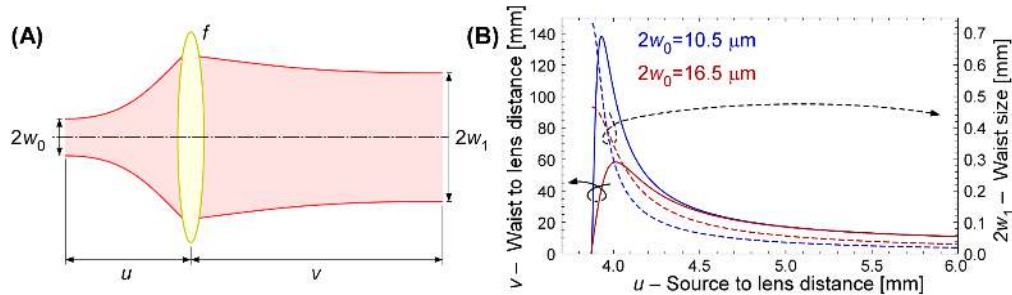 (A)
f
2w₀
2w₁
u
v
(B)
v – Waist to lens distance [mm]
140
120
100
80
60
40
20
0
2w₀=10.5 μm
2w₀=16.5 μm
0.7
0.6
0.5
0.4
0.3
0.2
0.1
0.0
2w₁ – Waist size [mm]
4.0
4.5
5.0
5.5
6.0
u – Source to lens distance [mm]